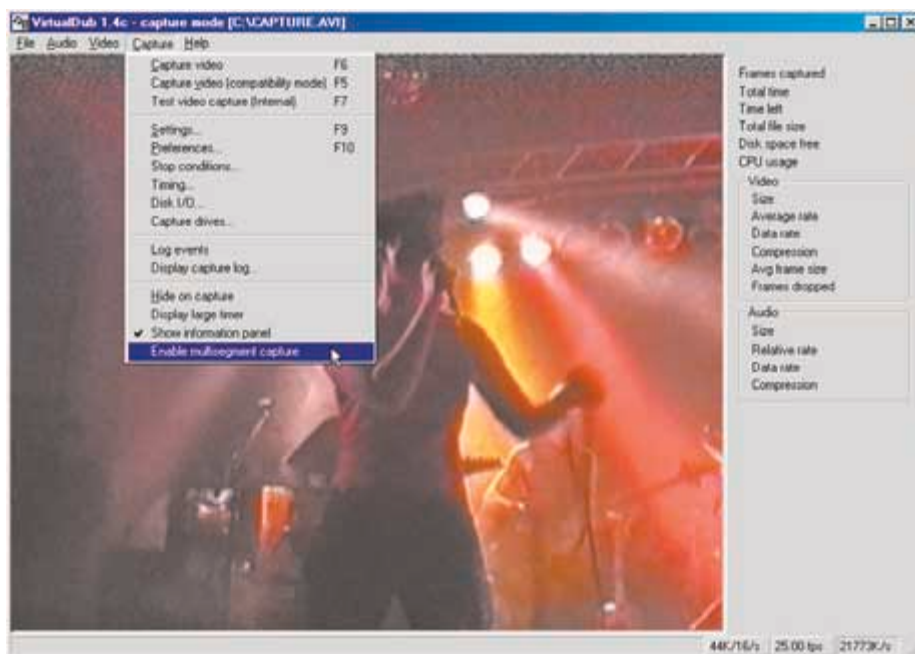 VirtualDub 1.4c - capture mode [C:\CAPTURE.AVI]
File Audio Video Capture Help
Capture video F6
Capture video (compatibility mode) F5
Test video capture (Internal) F7
Settings... F9
Preferences... F10
Stop conditions...
Timing...
Disk I/O...
Capture drives...
Log events
Display capture log...
Hide on capture
Display large timer
✔ Show information panel
Enable multisegment capture
Frames captured
Total time
Time left
Total file size
Disk space free
CPU usage
Video
Size
Average rate
Data rate
Compression
Avg frame size
Frames dropped
Audio
Size
Relative rate
Data rate
Compression
44K/16/s 25.00 fps 21773K/s